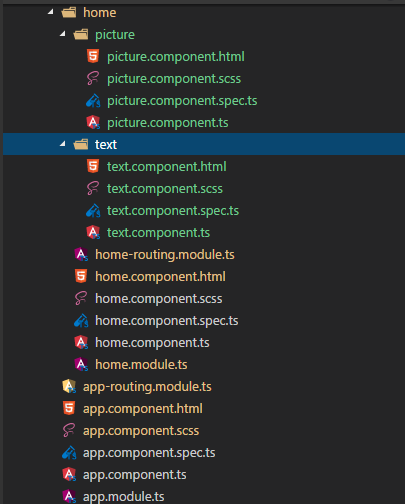 home
picture
picture.component.html
picture.component.scss
picture.component.spec.ts
picture.component.ts
text
text.component.html
text.component.scss
text.component.spec.ts
text.component.ts
home-routing.module.ts
home.component.html
home.component.scss
home.component.spec.ts
home.component.ts
home.module.ts
app-routing.module.ts
app.component.html
app.component.scss
app.component.spec.ts
app.component.ts
app.module.ts